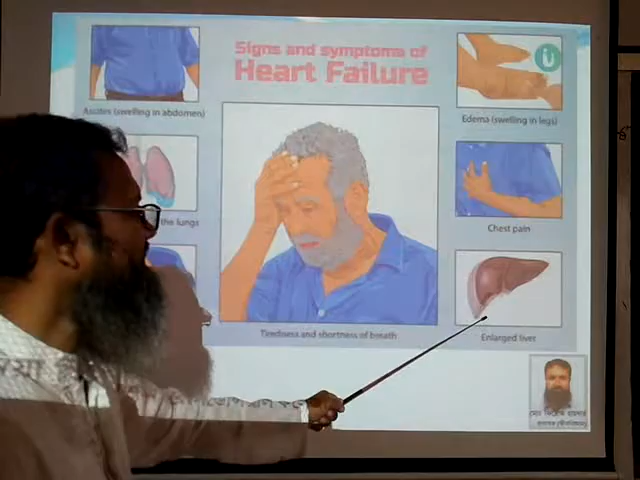 Signs and symptoms of
Heart Failure
Ascites (swelling in abdomen)
Edema (swelling in legs)
the lungs
Chest pain
Tiredness and shortness of breath
Enlarged liver